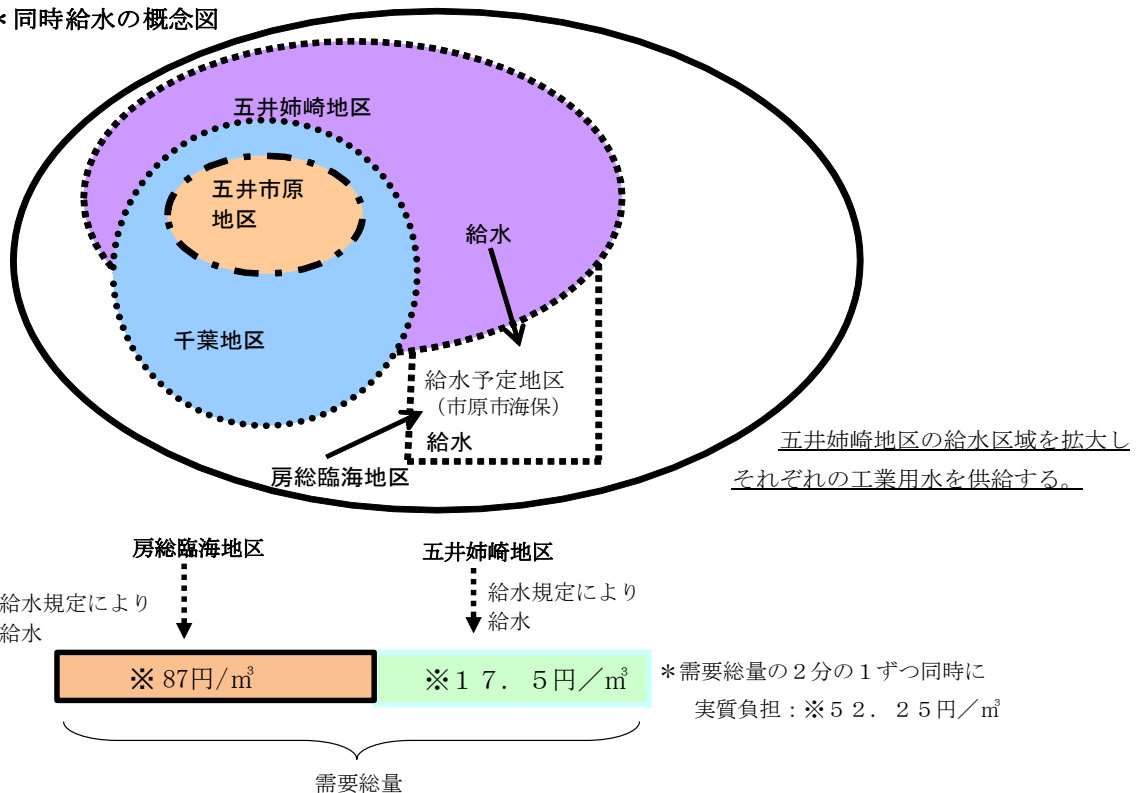 ＊同時給水の概念図
五井姉崎地区
五井市原
地区
給水
千葉地区
給水予定地区
（市原市海保）
給水
房総臨海地区
五井姉崎地区の給水区域を拡大し
それぞれの工業用水を供給する。
房総臨海地区
五井姉崎地区
給水規定により
給水
給水規定により
給水
※87円/㎥
※１７．５円／㎥
＊需要総量の２分の１ずつ同時に
実質負担：※５２．２５円／㎥
需要総量